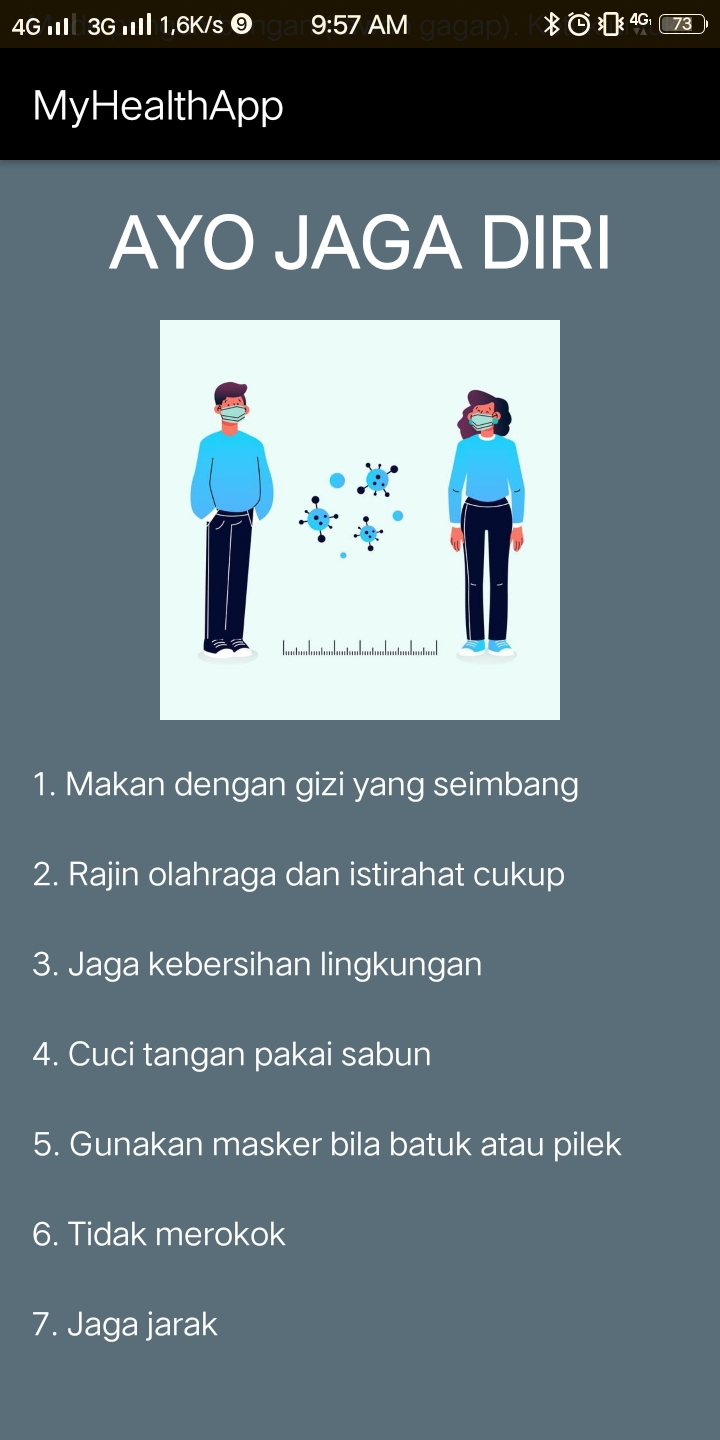 4G 3G 1,6K/s 9 9:57 AM 4G 73
MyHealthApp
AYO JAGA DIRI
1. Makan dengan gizi yang seimbang
2. Rajin olahraga dan istirahat cukup
3. Jaga kebersihan lingkungan
4. Cuci tangan pakai sabun
5. Gunakan masker bila batuk atau pilek
6. Tidak merokok
7. Jaga jarak